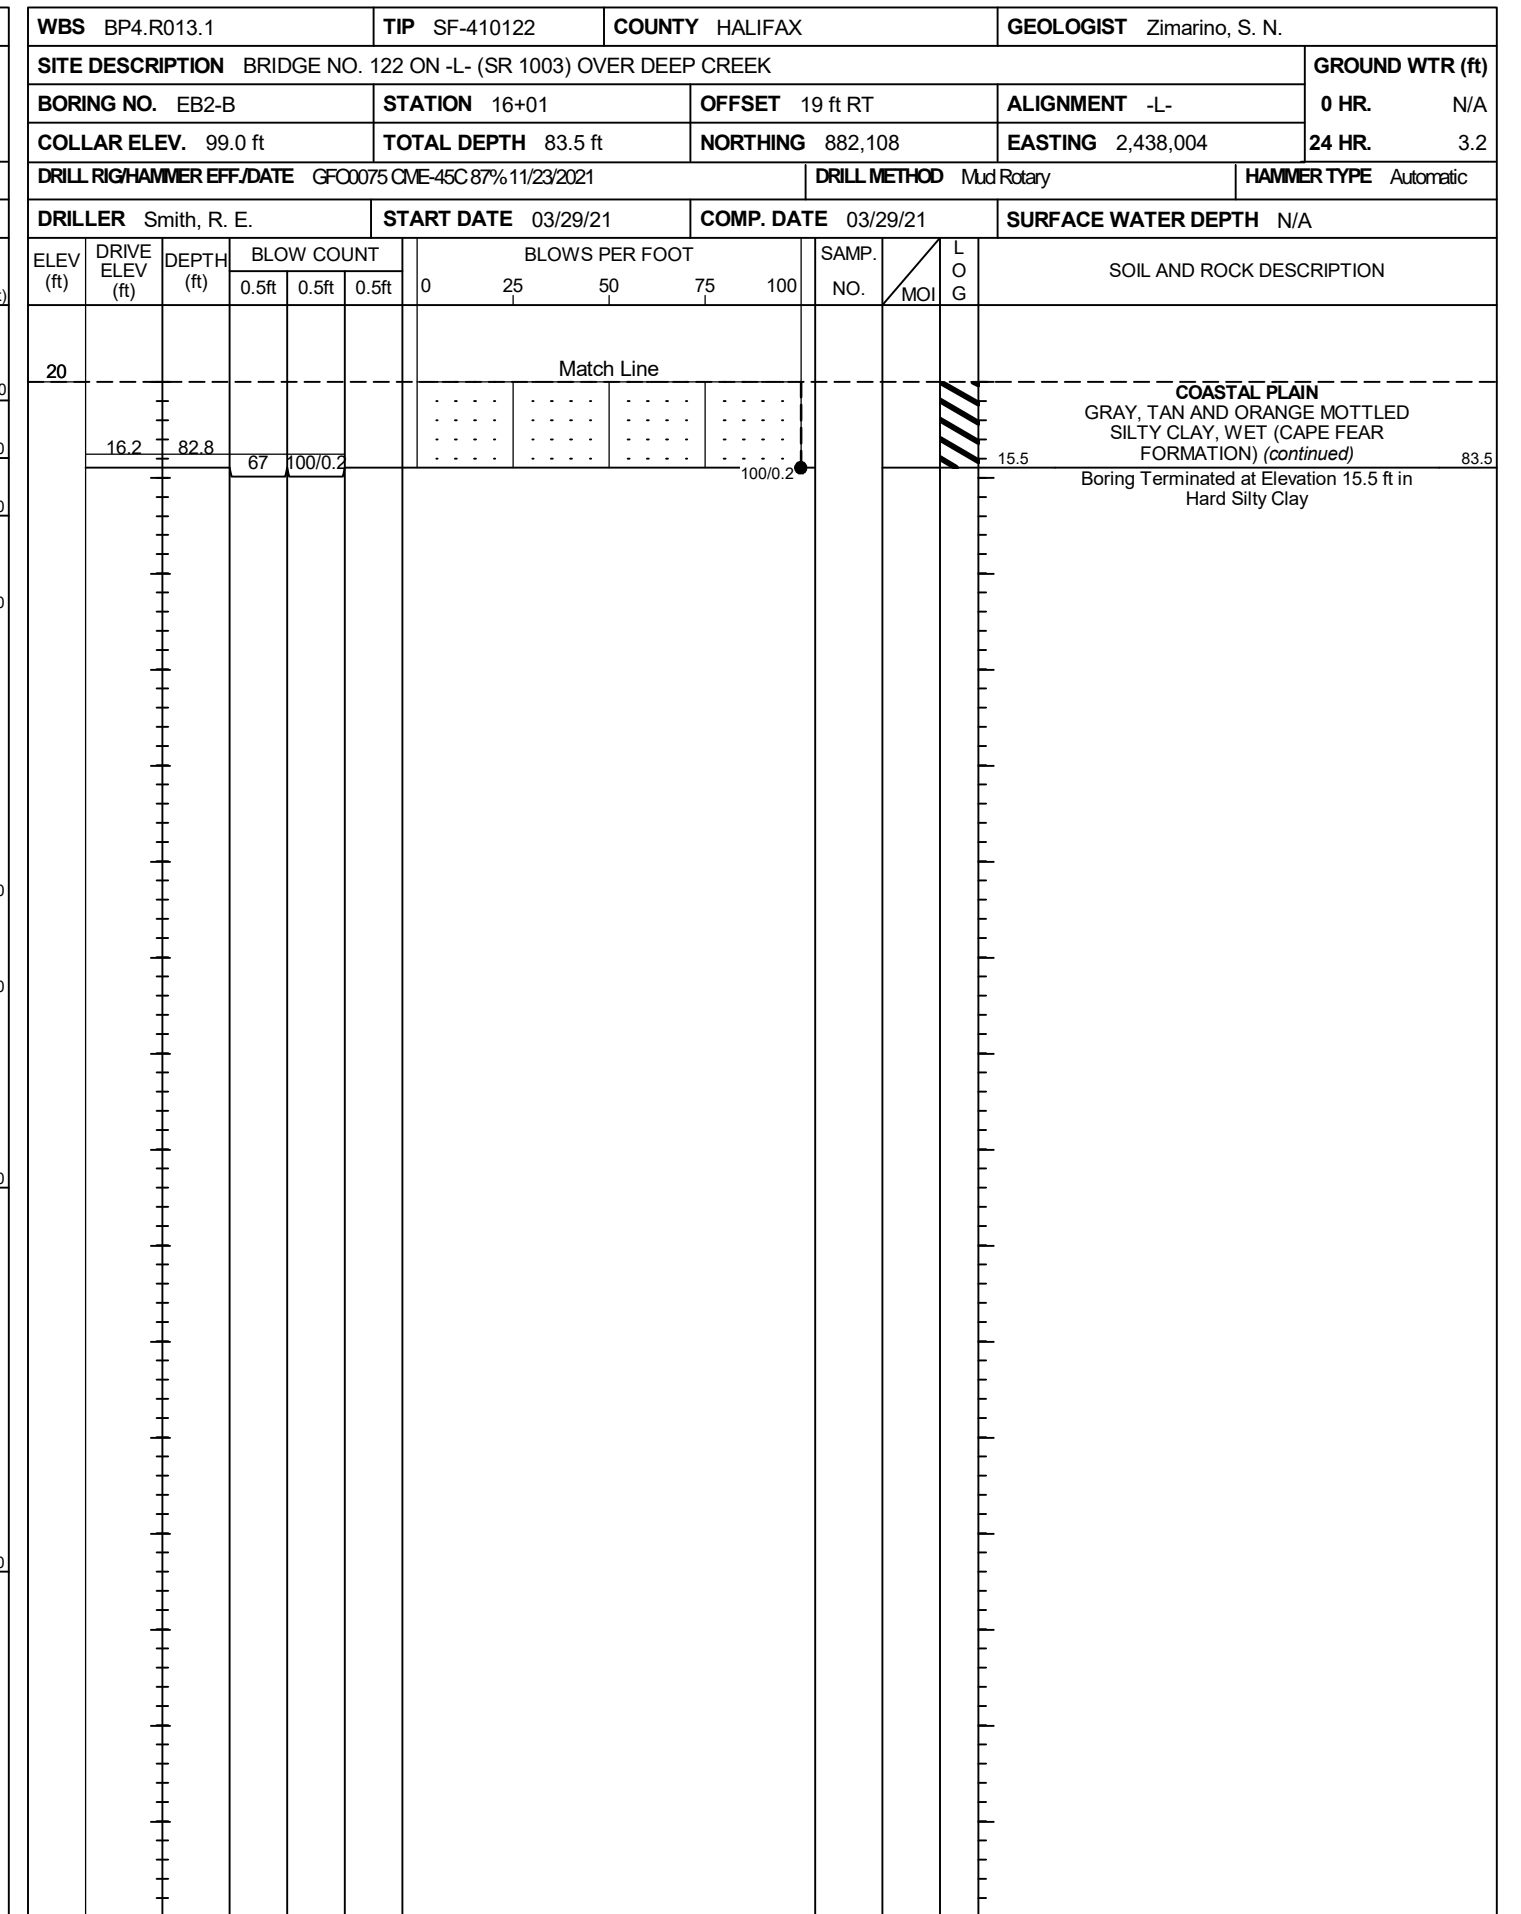 WBS BP4.R013.1 TIP SF-410122 COUNTY HALIFAX GEOLOGIST Zimarino, S. N.
SITE DESCRIPTION BRIDGE NO. 122 ON -L- (SR 1003) OVER DEEP CREEK GROUND WTR (ft)
BORING NO. EB2-B STATION 16+01 OFFSET 19 ft RT ALIGNMENT -L- 0 HR. N/A
COLLAR ELEV. 99.0 ft TOTAL DEPTH 83.5 ft NORTHING 882,108 EASTING 2,438,004 24 HR. 3.2
DRILL RIG/HAMMER EFF./DATE GFO0075 CME-45C 87% 11/23/2021 DRILL METHOD Mud Rotary HAMMER TYPE Automatic
DRILLER Smith, R. E. START DATE 03/29/21 COMP. DATE 03/29/21 SURFACE WATER DEPTH N/A
ELEV (ft) DRIVE ELEV (ft) DEPTH (ft) BLOW COUNT BLOWS PER FOOT SAMP. NO. MOI LOG SOIL AND ROCK DESCRIPTION
0.5ft 0.5ft 0.5ft 0 25 50 75 100
20 Match Line
COASTAL PLAIN
GRAY, TAN AND ORANGE MOTTLED
SILTY CLAY, WET (CAPE FEAR
FORMATION) (continued)
16.2 82.8
67 100/0.2 100/0.2 15.5 83.5
Boring Terminated at Elevation 15.5 ft in
Hard Silty Clay